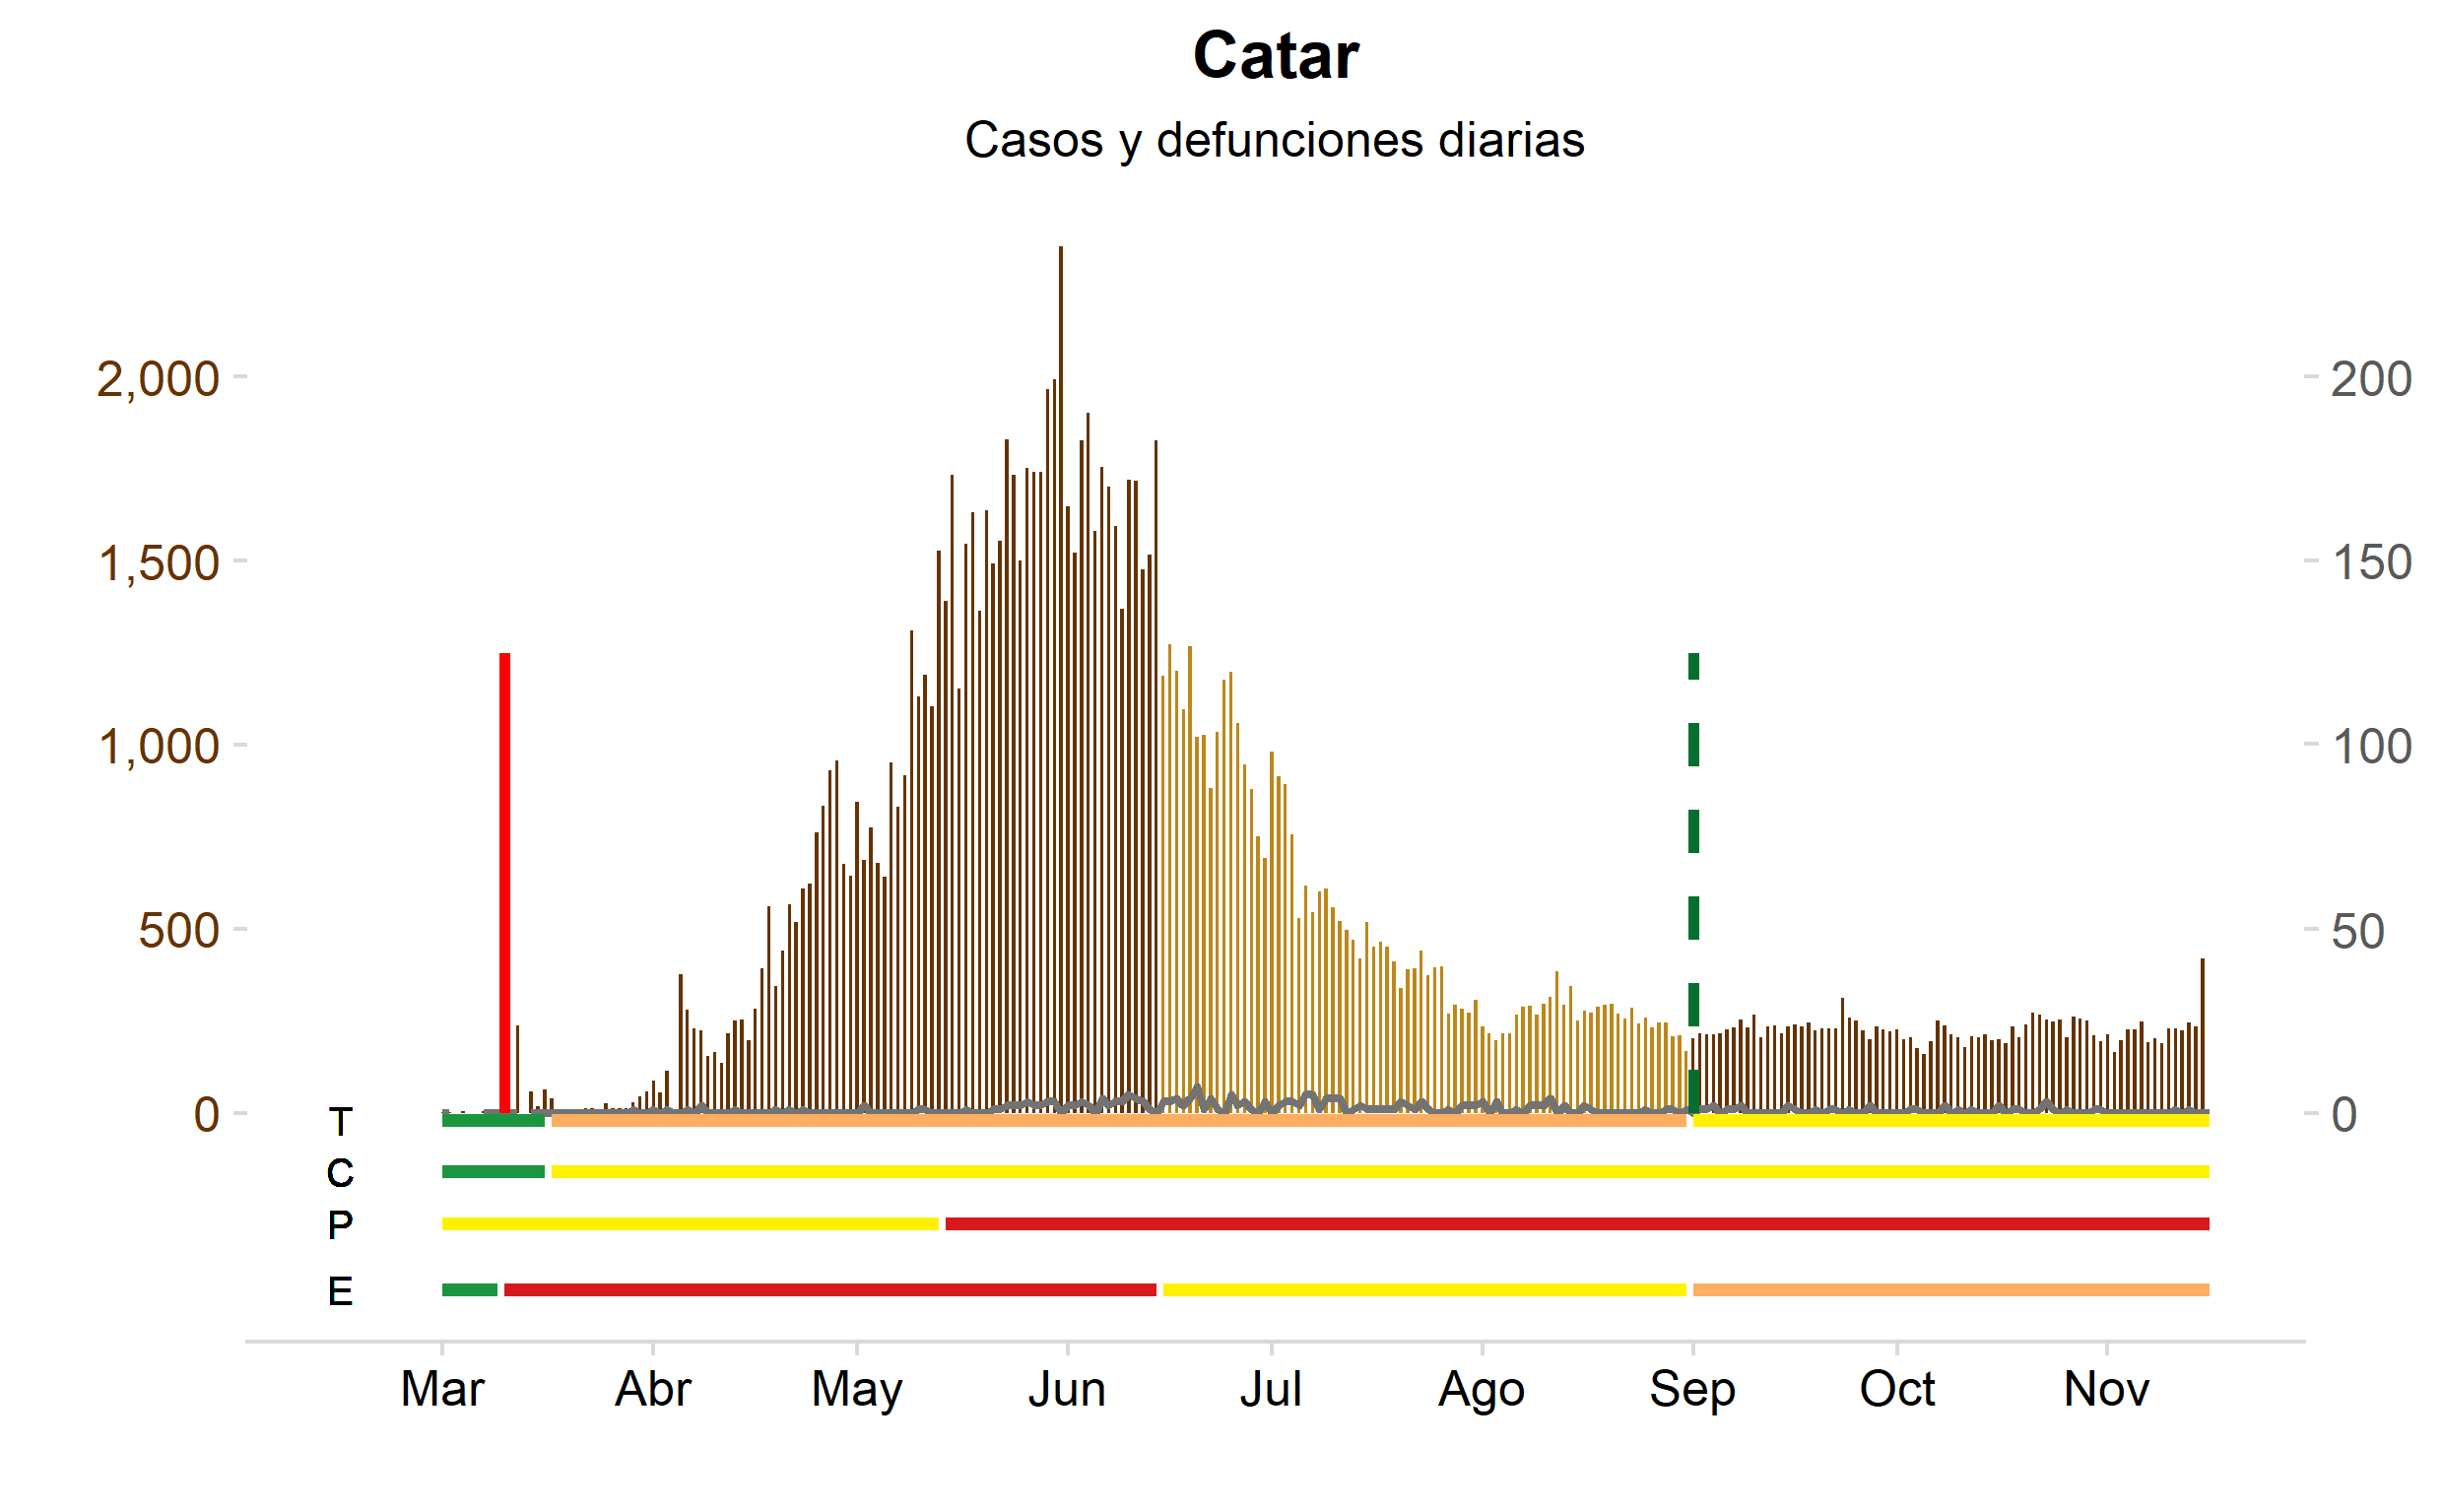 Catar
Casos y defunciones diarias
2,000 200
1,500 150
1,000 100
500 50
0 0
T
C
P
E
Mar Abr May Jun Jul Ago Sep Oct Nov